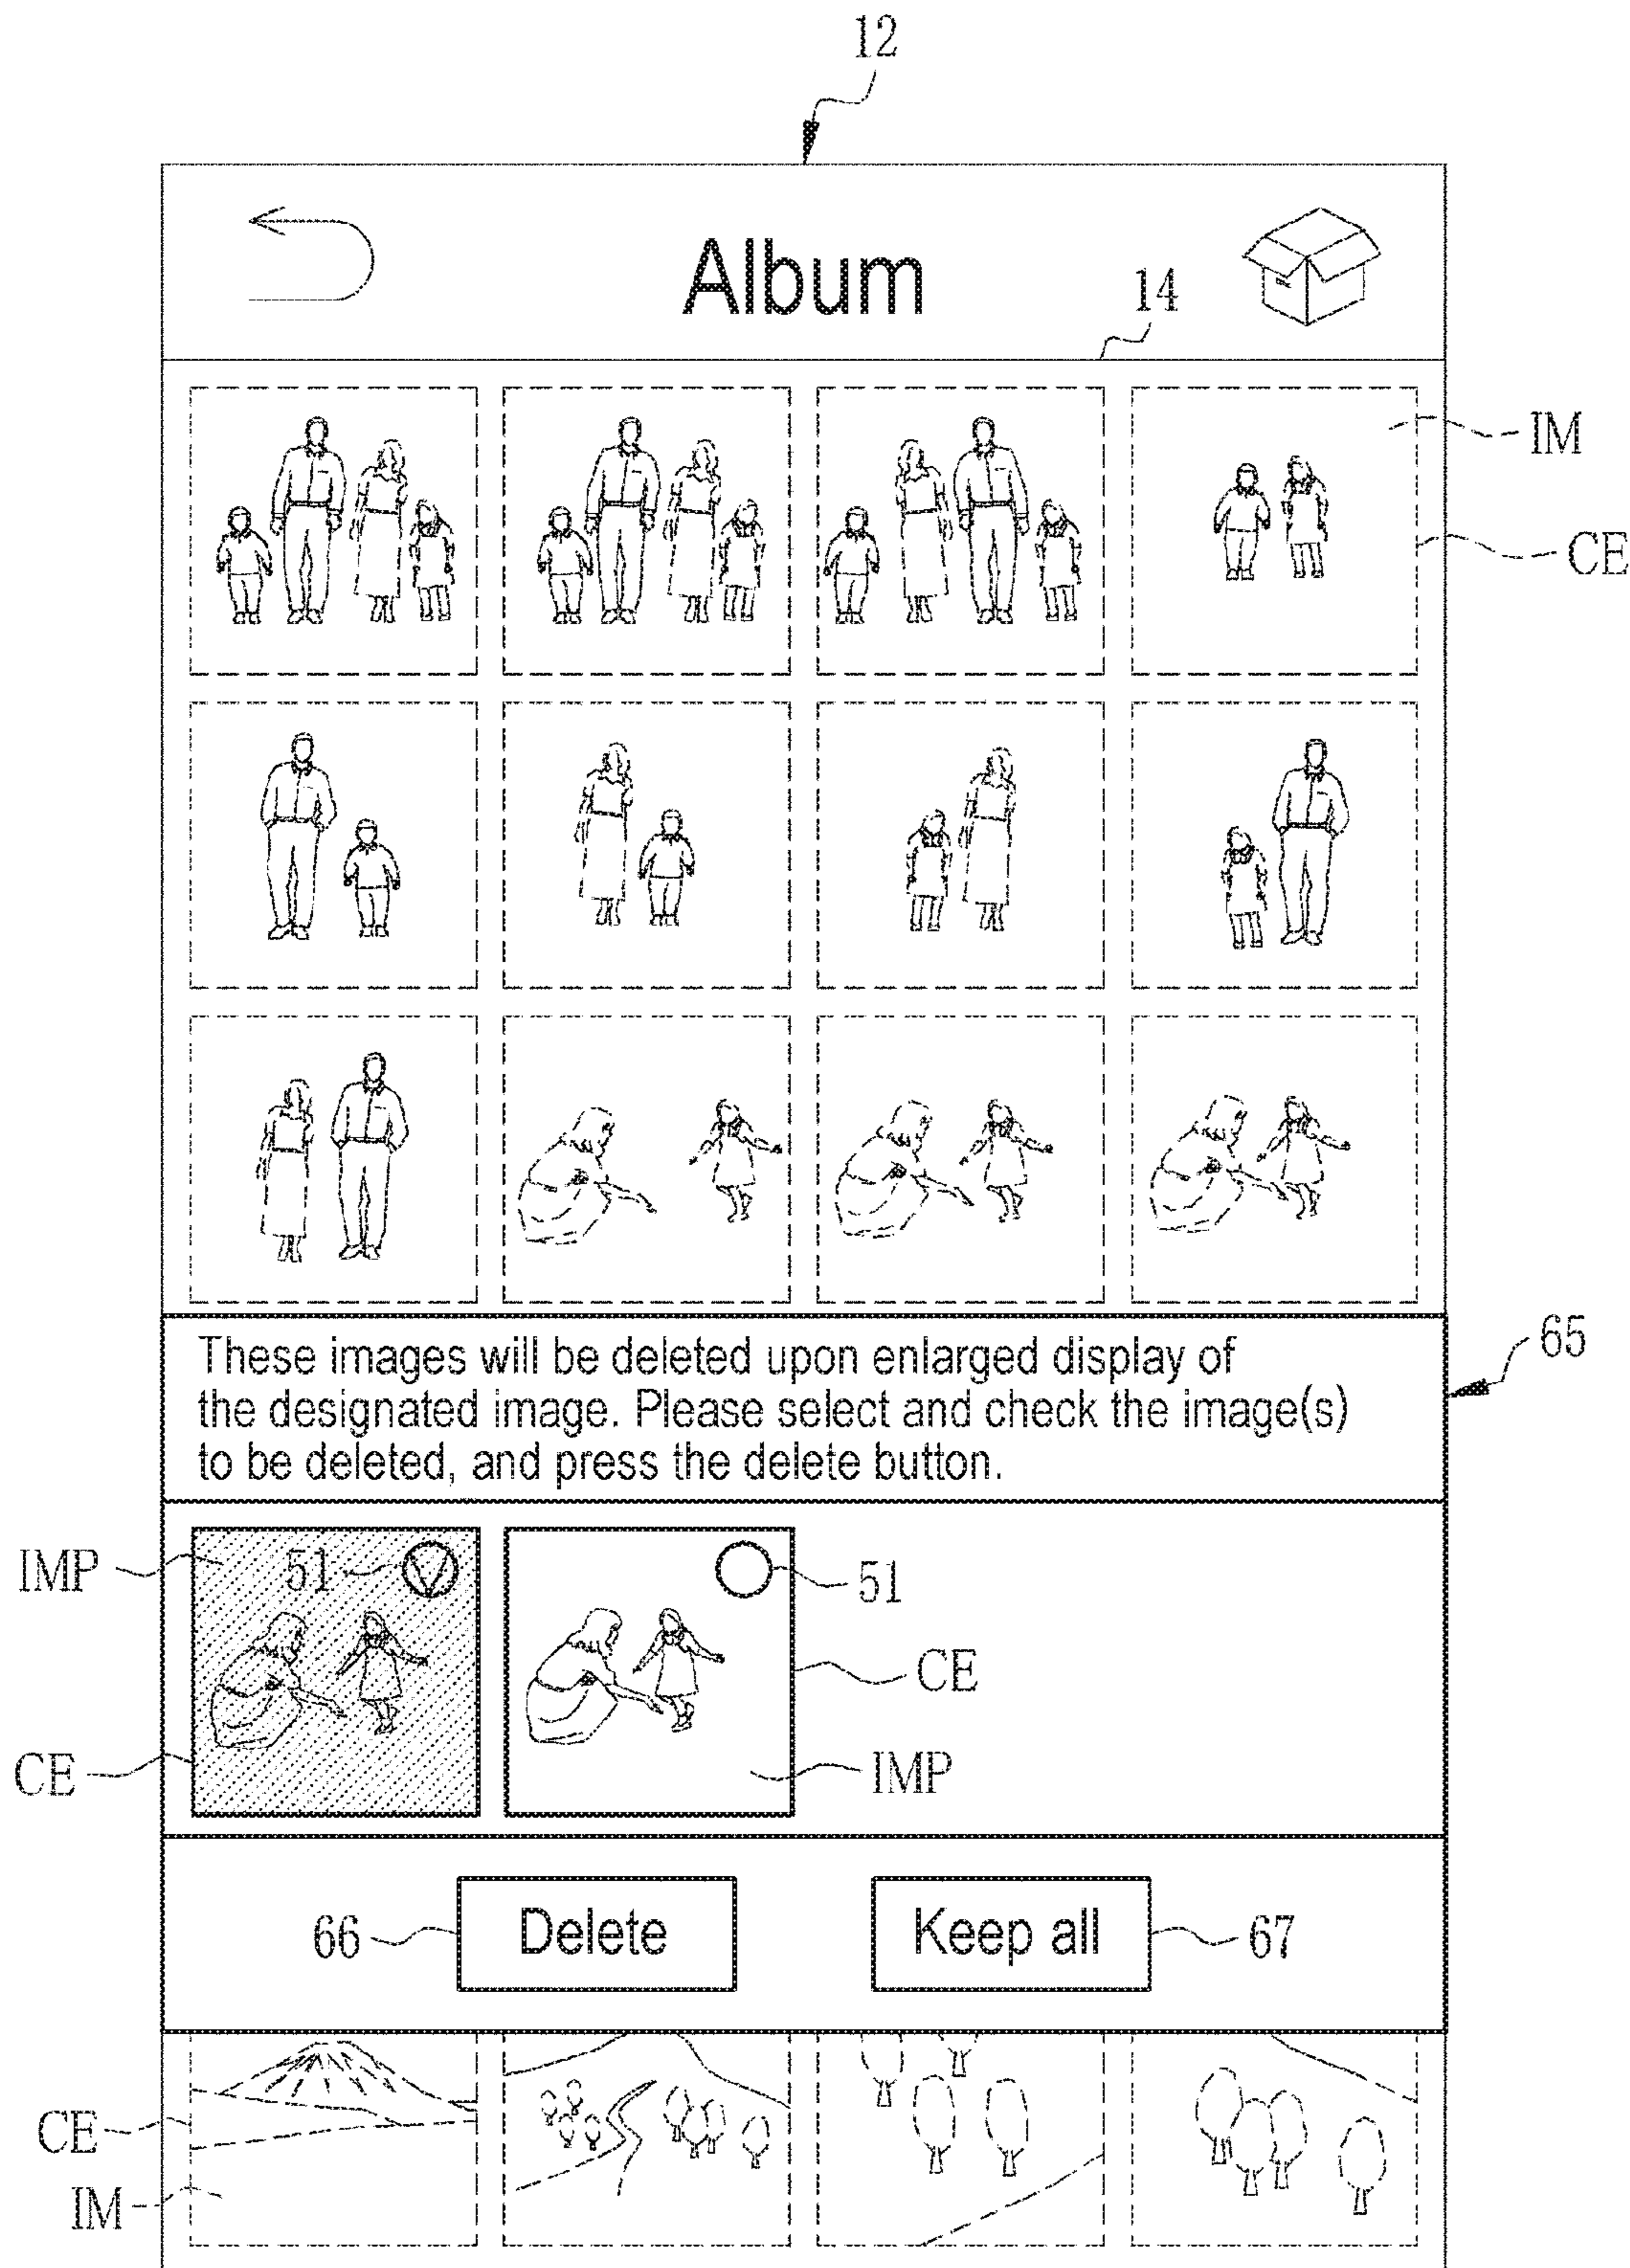 12
Album
14
IM
CE
These images will be deleted upon enlarged display of
the designated image. Please select and check the image(s)
to be deleted, and press the delete button.
65
IMP
51
51
CE
CE
IMP
66
Delete
Keep all
67
CE
IM